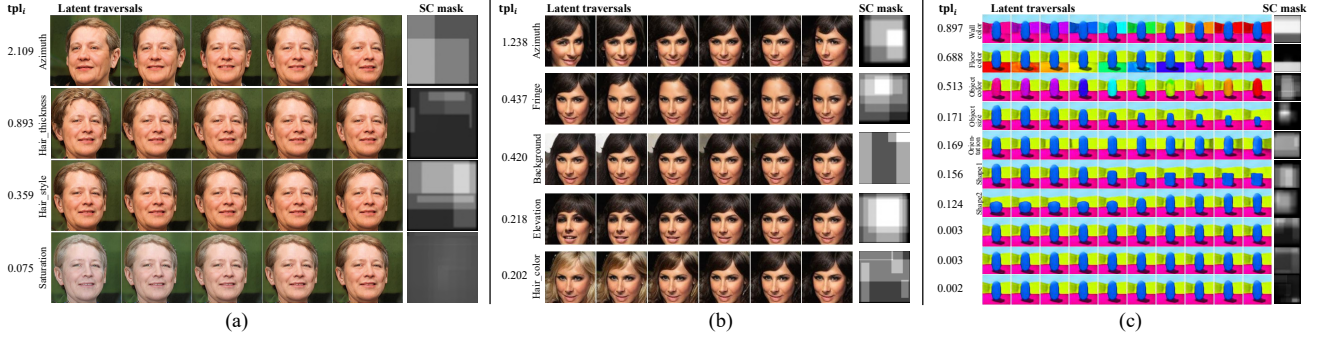 tpl_i Latent traversals SC mask
2.109 Azimuth
0.893 Hair_thickness
0.359 Hair_style
0.075 Saturation
(a)
tpl_i Latent traversals SC mask
1.238 Azimuth
0.437 Fringe
0.420 Background
0.218 Elevation
0.202 Hair_color
(b)
tpl_i Latent traversals SC mask
0.897 Wall color
0.688 Floor color
0.513 Object color
0.171 Object size
0.169 Orien-tation
0.156 Shape1
0.124 Shape2
0.003
0.003
0.002
(c)